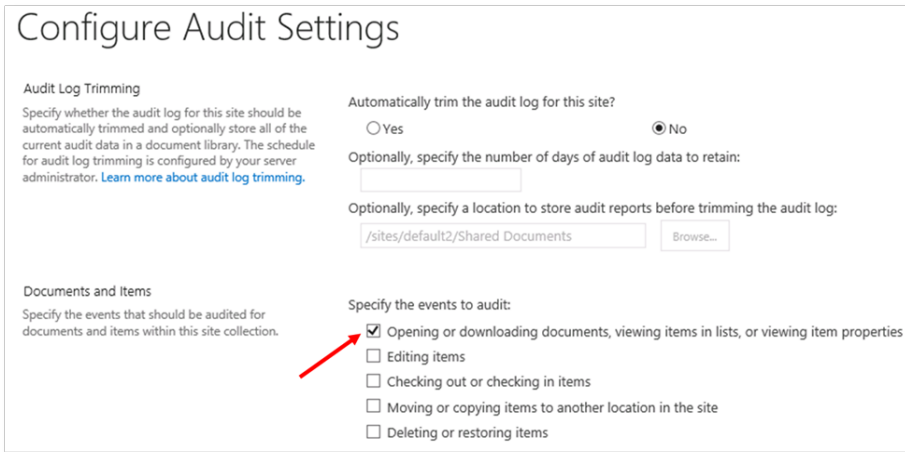 Configure Audit Settings
Audit Log Trimming
Specify whether the audit log for this site should be
automatically trimmed and optionally store all of the
current audit data in a document library. The schedule
for audit log trimming is configured by your server
administrator. Learn more about audit log trimming.
Automatically trim the audit log for this site?
Yes
No
Optionally, specify the number of days of audit log data to retain:
Optionally, specify a location to store audit reports before trimming the audit log:
/sites/default2/Shared Documents
Browse...
Documents and Items
Specify the events that should be audited for
documents and items within this site collection.
Specify the events to audit:
Opening or downloading documents, viewing items in lists, or viewing item properties
Editing items
Checking out or checking in items
Moving or copying items to another location in the site
Deleting or restoring items